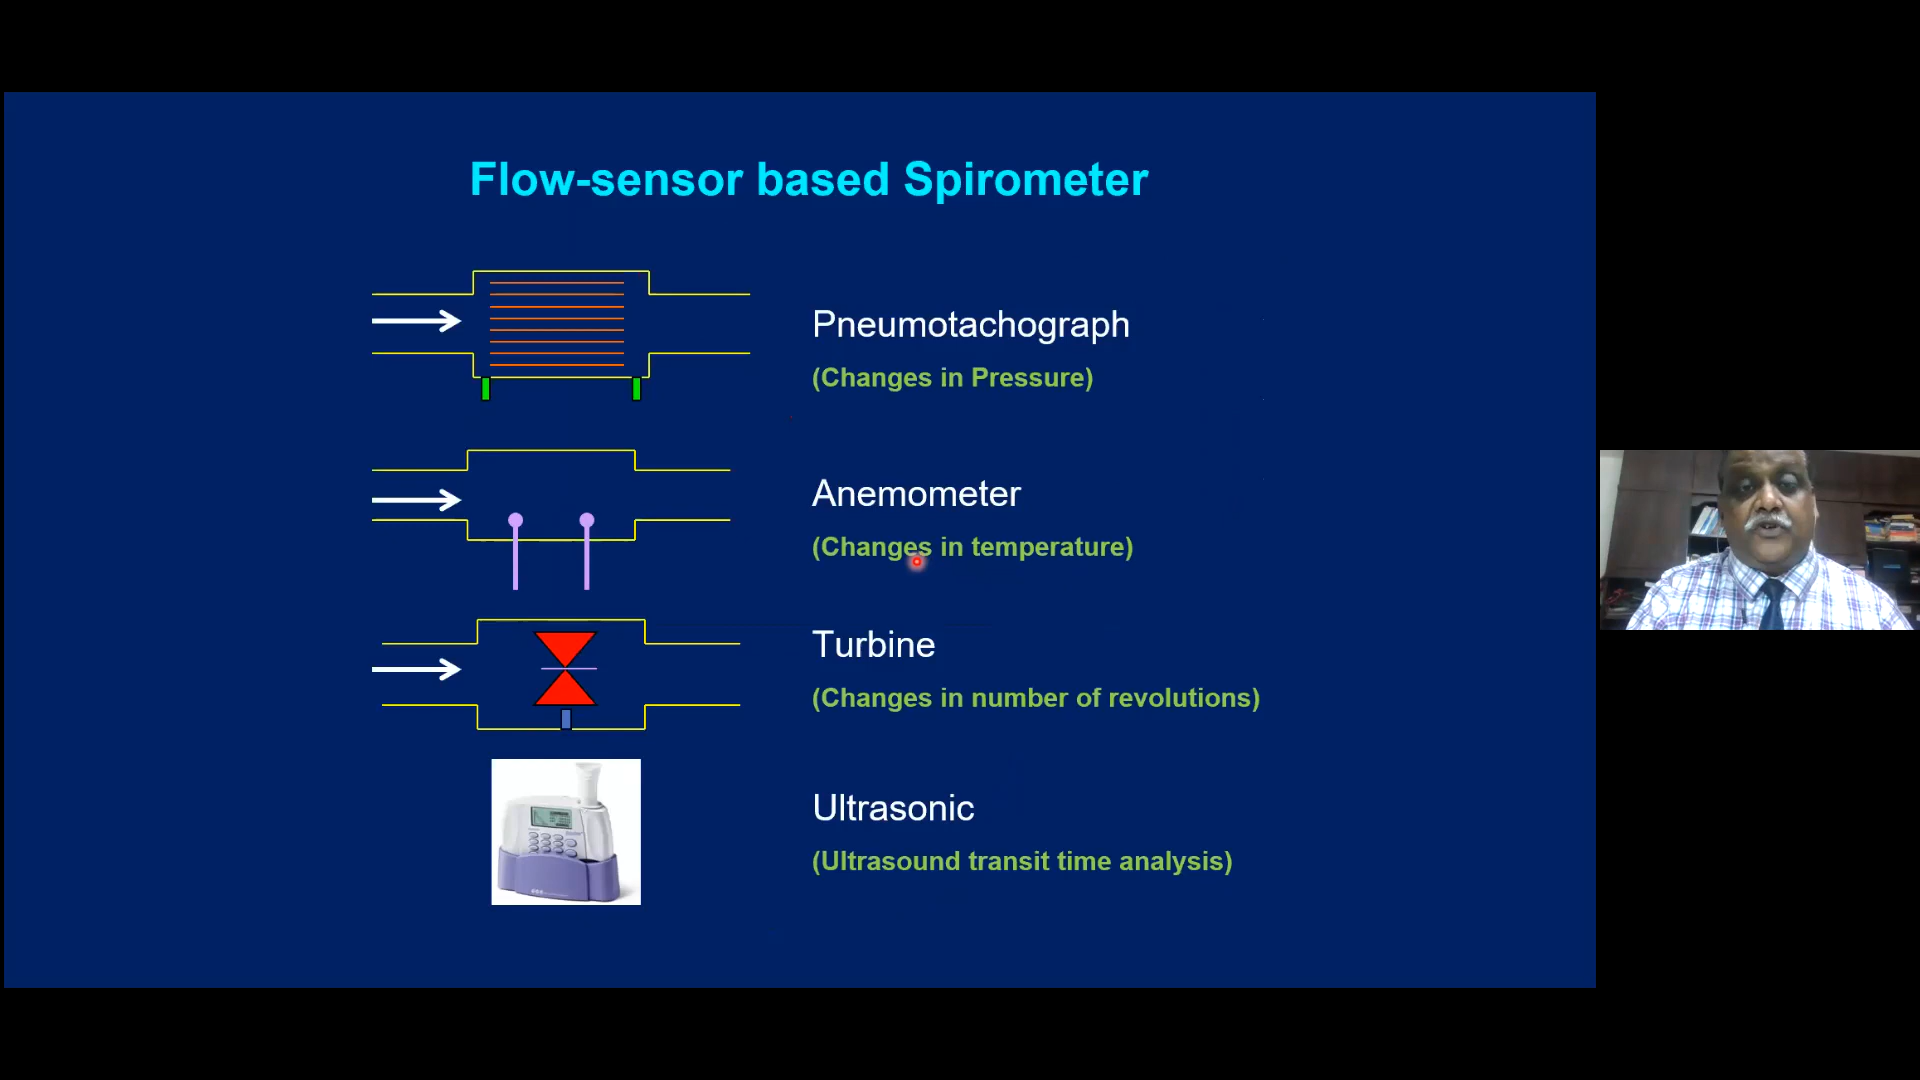 Flow-sensor based Spirometer
Pneumotachograph
(Changes in Pressure)
Anemometer
(Changes in temperature)
Turbine
(Changes in number of revolutions)
Ultrasonic
(Ultrasound transit time analysis)